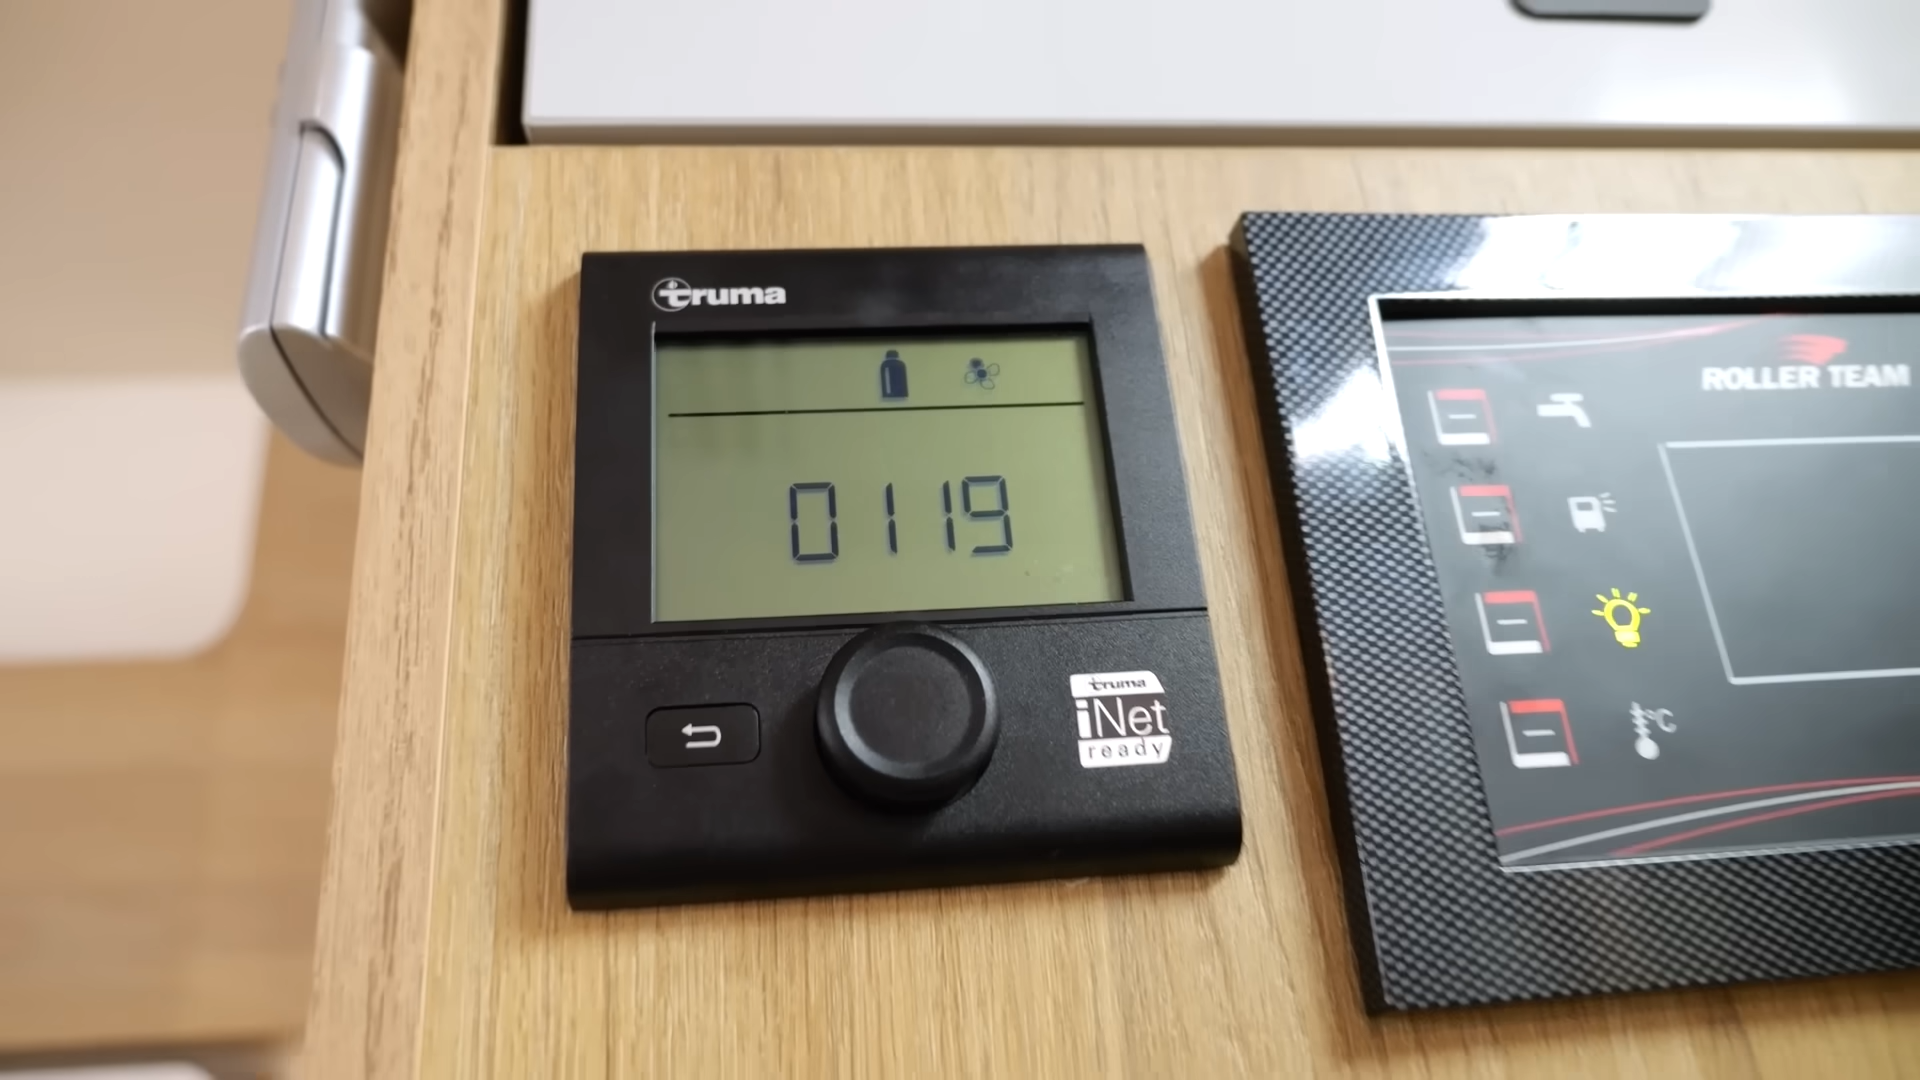 truma
0119
truma
iNet
ready
ROLLER TEAM
°C